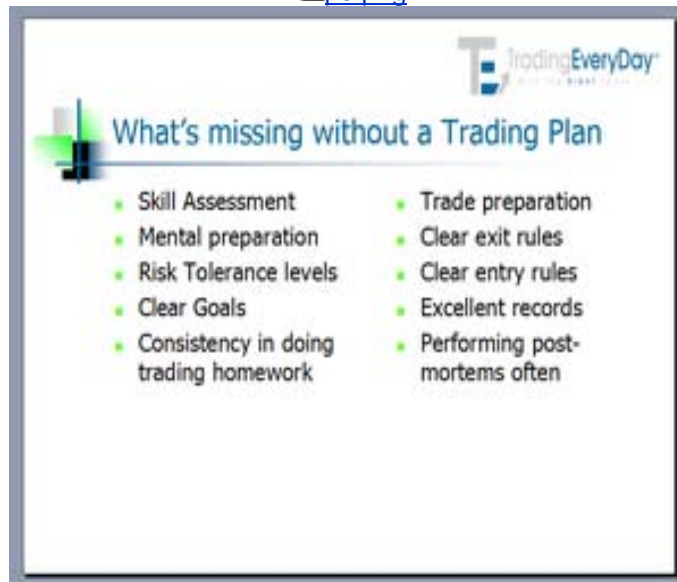 TradingEveryDay
What's missing without a Trading Plan
Skill Assessment
Mental preparation
Risk Tolerance levels
Clear Goals
Consistency in doing
trading homework
Trade preparation
Clear exit rules
Clear entry rules
Excellent records
Performing post-
mortems often